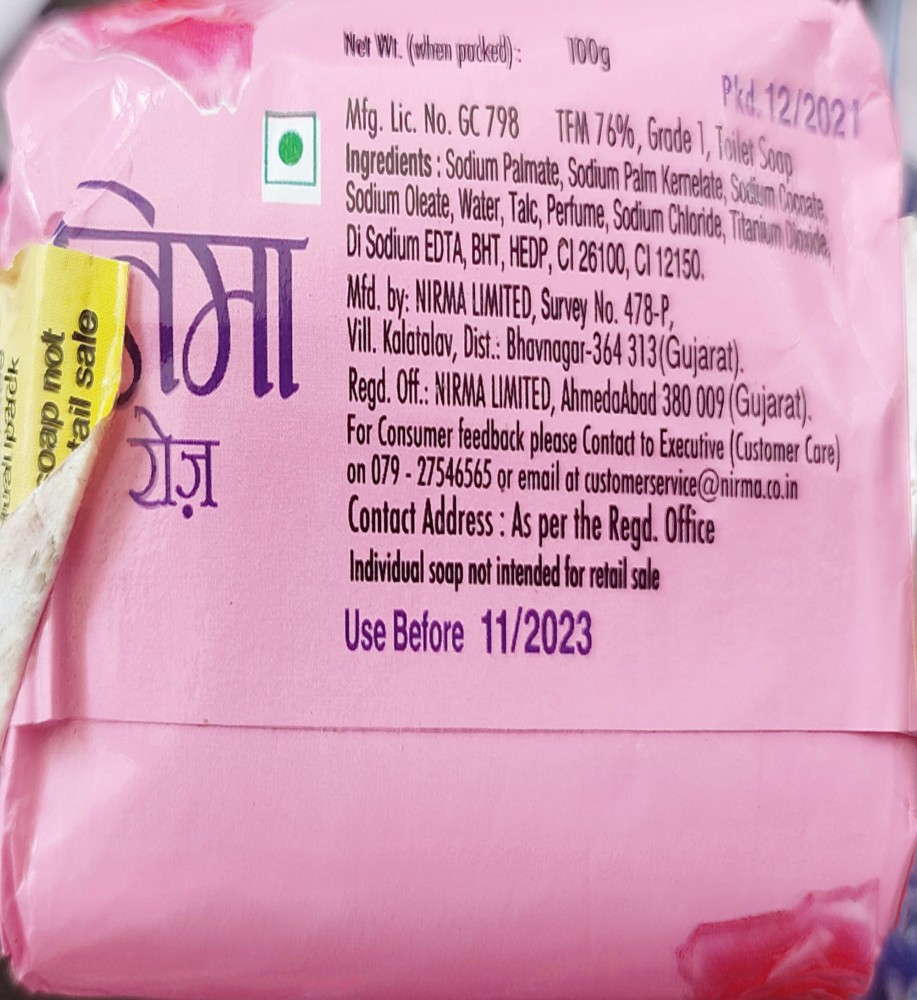 Net Wt. (when packed): 100g
Pkd. 12/2021
Mfg. Lic. No. GC 798 TFM 76%, Grade 1, Toilet Soap
Ingredients : Sodium Palmate, Sodium Palm Kernelate, Sodium Cocoate,
Sodium Oleate, Water, Talc, Perfume, Sodium Chloride, Titanium Dioxide,
Di Sodium EDTA, BHT, HEDP, CI 26100, CI 12150.
Mfd. by: NIRMA LIMITED, Survey No. 478-P,
Vill. Kalatalav, Dist.: Bhavnagar-364 313(Gujarat).
Regd. Off.: NIRMA LIMITED, AhmedaAbad 380 009 (Gujarat).
For Consumer feedback please Contact to Executive (Customer Care)
on 079 - 27546565 or email at customerservice@nirma.co.in
Contact Address : As per the Regd. Office
Individual soap not intended for retail sale
Use Before 11/2023
निमा
रोज़
soap not
tail sale